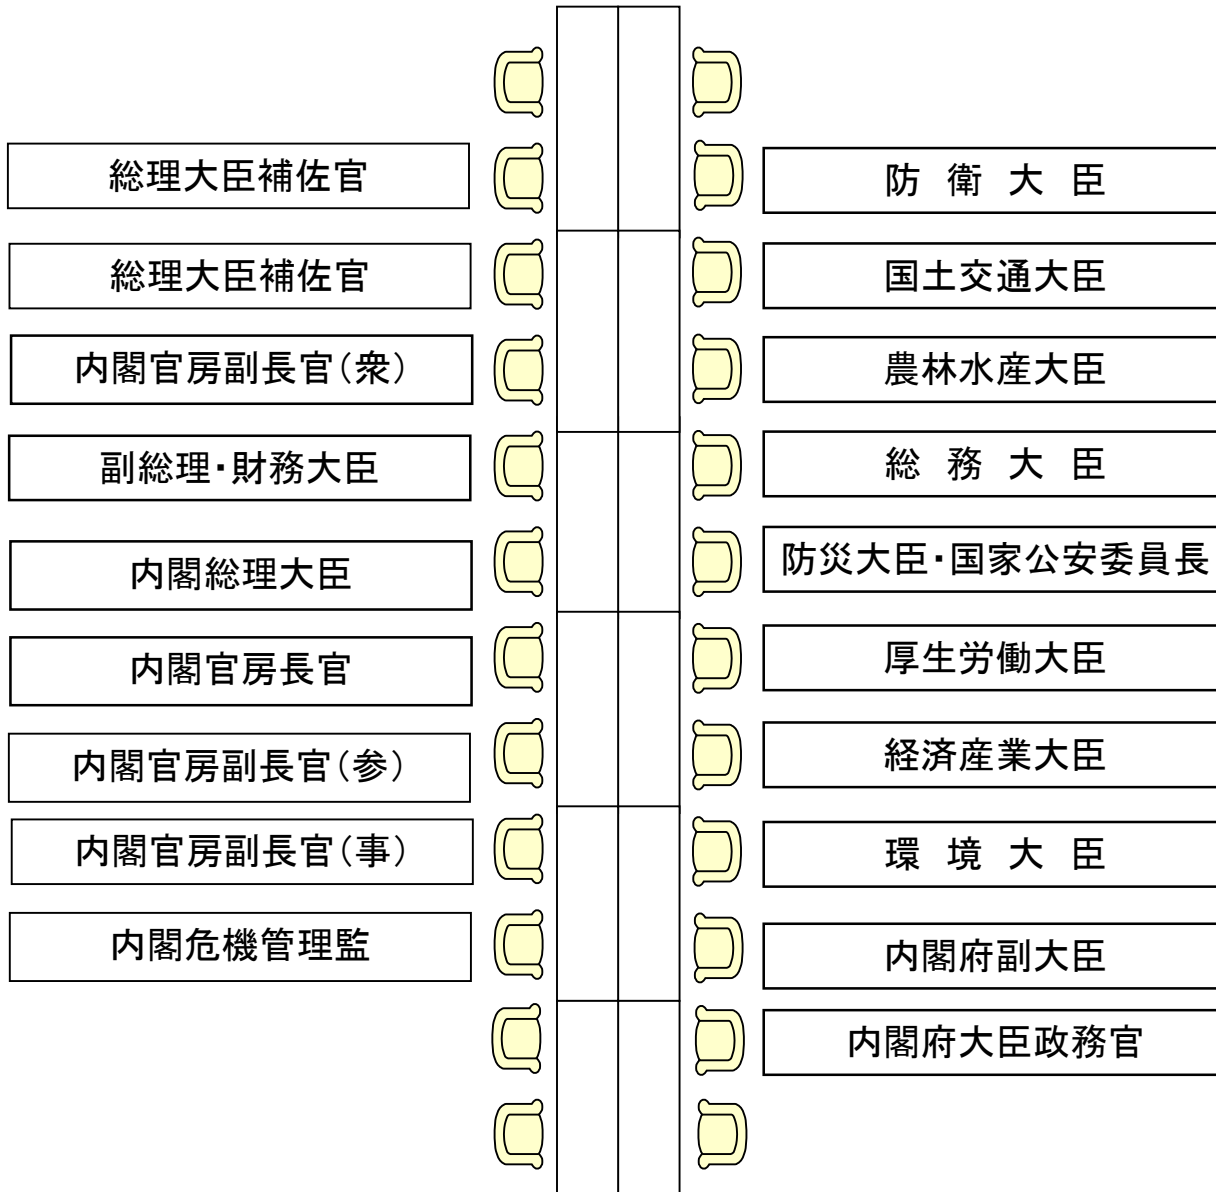 総理大臣補佐官
総理大臣補佐官
内閣官房副長官(衆)
副総理・財務大臣
内閣総理大臣
内閣官房長官
内閣官房副長官(参)
内閣官房副長官(事)
内閣危機管理監
防 衛 大 臣
国土交通大臣
農林水産大臣
総 務 大 臣
防災大臣・国家公安委員長
厚生労働大臣
経済産業大臣
環 境 大 臣
内閣府副大臣
内閣府大臣政務官